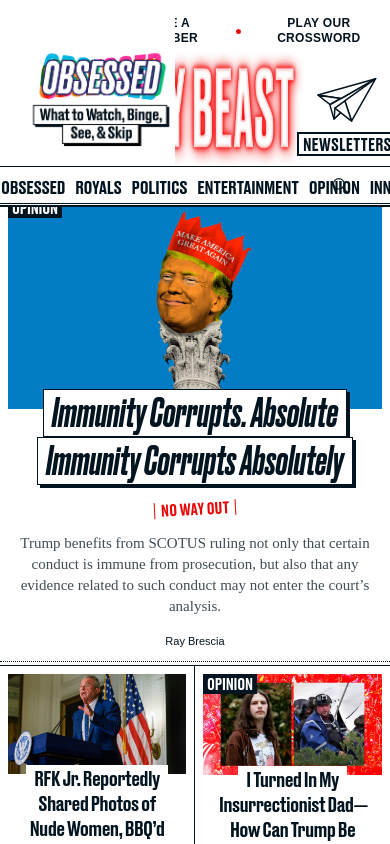 E A
BER
PLAY OUR
CROSSWORD
OBSESSED
What to Watch, Binge,
See, & Skip
Y BEAST
NEWSLETTERS
OBSESSED ROYALS POLITICS ENTERTAINMENT OPINION INN
OPINION
MAKE AMERICA
GREAT AGAIN
Immunity Corrupts. Absolute
Immunity Corrupts Absolutely
NO WAY OUT
Trump benefits from SCOTUS ruling not only that certain
conduct is immune from prosecution, but also that any
evidence related to such conduct may not enter the court’s
analysis.
Ray Brescia
RFK Jr. Reportedly
Shared Photos of
Nude Women, BBQ’d
OPINION
I Turned In My
Insurrectionist Dad—
How Can Trump Be